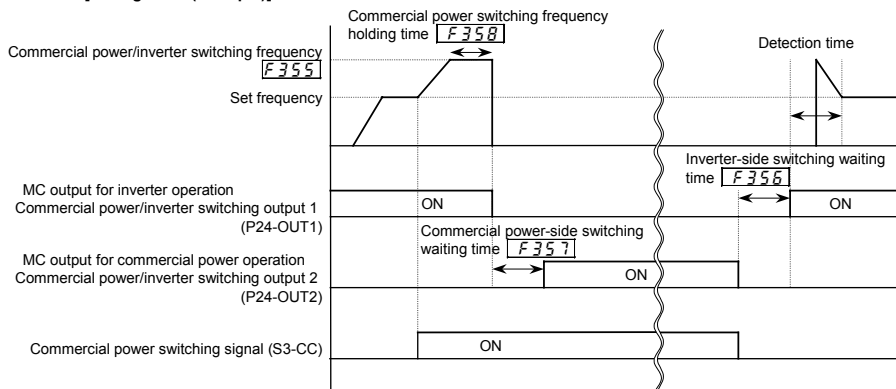 Commercial power switching frequency
holding time F358
Commercial power/inverter switching frequency
F355
Detection time
Set frequency
Inverter-side switching waiting
time F356
MC output for inverter operation
Commercial power/inverter switching output 1
(P24-OUT1)
ON
ON
Commercial power-side switching
waiting time F357
MC output for commercial power operation
Commercial power/inverter switching output 2
(P24-OUT2)
ON
Commercial power switching signal (S3-CC)
ON